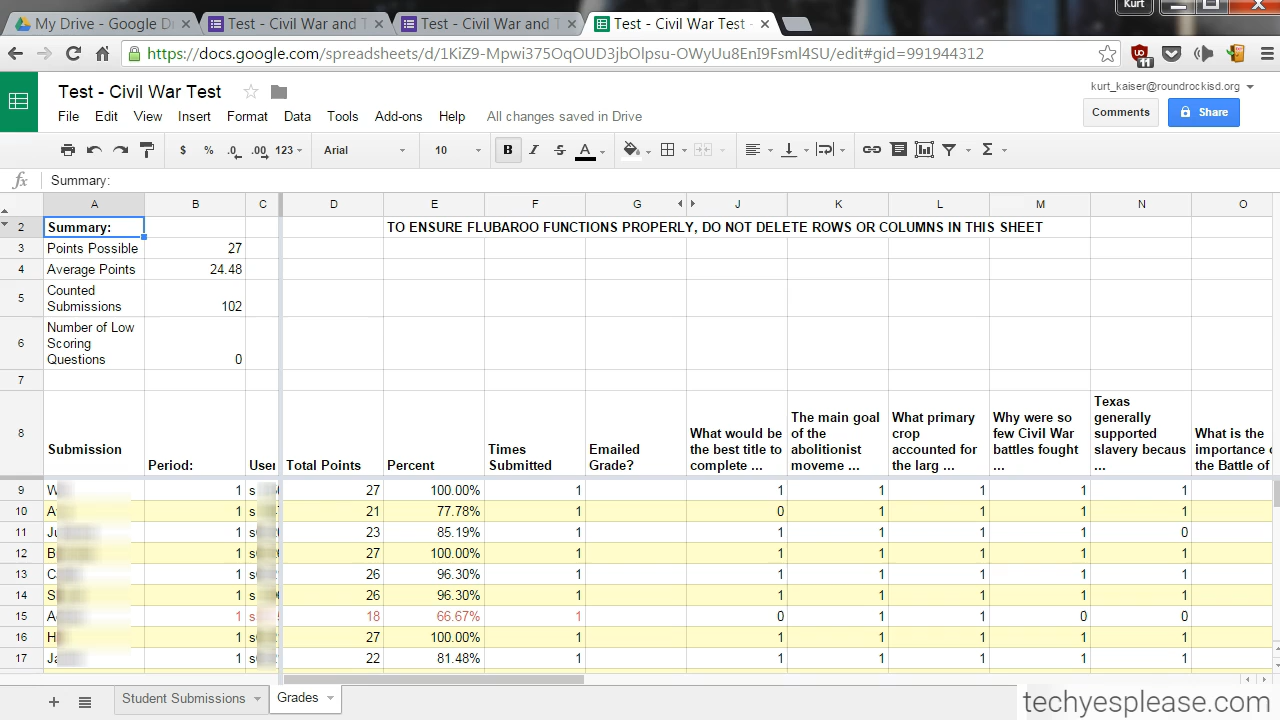 Kurt
My Drive - Google Dr
Test - Civil War and T
Test - Civil War and T
Test - Civil War Test -
https://docs.google.com/spreadsheets/d/1KiZ9-Mpwi375OqOUD3jbOlpsu-OWyUu8EnI9FsmI4SU/edit#gid=991944312
11
Test - Civil War Test
kurt_kaiser@roundrockisd.org
File Edit View Insert Format Data Tools Add-ons Help All changes saved in Drive
Comments Share
$ % .0 .00 123 Arial 10 B I S A Σ
fx Summary:
A B C D E F G J K L M N O
2 Summary: TO ENSURE FLUBAROO FUNCTIONS PROPERLY, DO NOT DELETE ROWS OR COLUMNS IN THIS SHEET
3 Points Possible 27
4 Average Points 24.48
5 Counted Submissions 102
6 Number of Low Scoring Questions 0
7
8 Submission Period: User Total Points Percent Times Submitted Emailed Grade? What would be the best title to complete ... The main goal of the abolitionist moveme ... What primary crop accounted for the larg ... Why were so few Civil War battles fought ... Texas generally supported slavery becaus ... What is the importance o the Battle of
9 W 1 s 27 100.00% 1 1 1 1 1 1
10 A 1 s 21 77.78% 1 0 1 1 1 1
11 Ju 1 s 23 85.19% 1 1 1 1 1 0
12 B 1 s 27 100.00% 1 1 1 1 1 1
13 C 1 s 26 96.30% 1 1 1 1 1 1
14 S 1 s 26 96.30% 1 1 1 1 1 1
15 A 1 s 18 66.67% 1 0 1 1 0 0
16 H 1 s 27 100.00% 1 1 1 1 1 1
17 Ja 1 s 22 81.48% 1 1 1 1 1 1
Student Submissions Grades
techyesplease.com